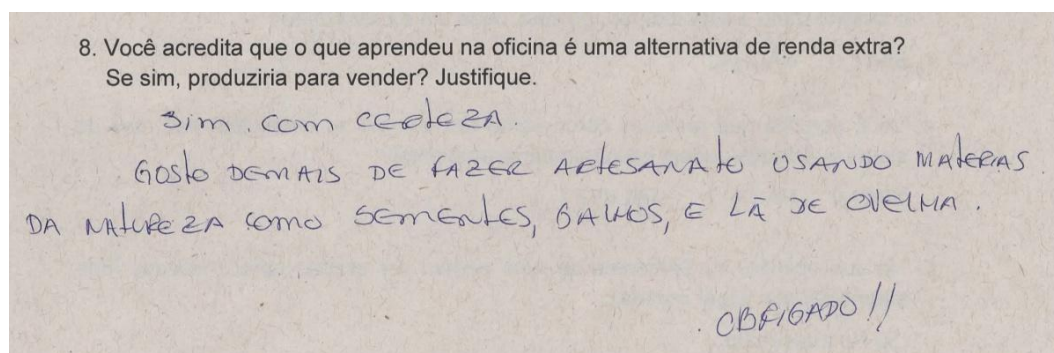 8. Você acredita que o que aprendeu na oficina é uma alternativa de renda extra?
Se sim, produziria para vender? Justifique.
Sim. com certeza.
GOSto DEMAIS DE FAZER ARtESANAto USANDO MAtERAS
DA NAtUREZA como SEMENtES, GALHOS, E LÃ DE OVELHA.
OBRIGADO!!